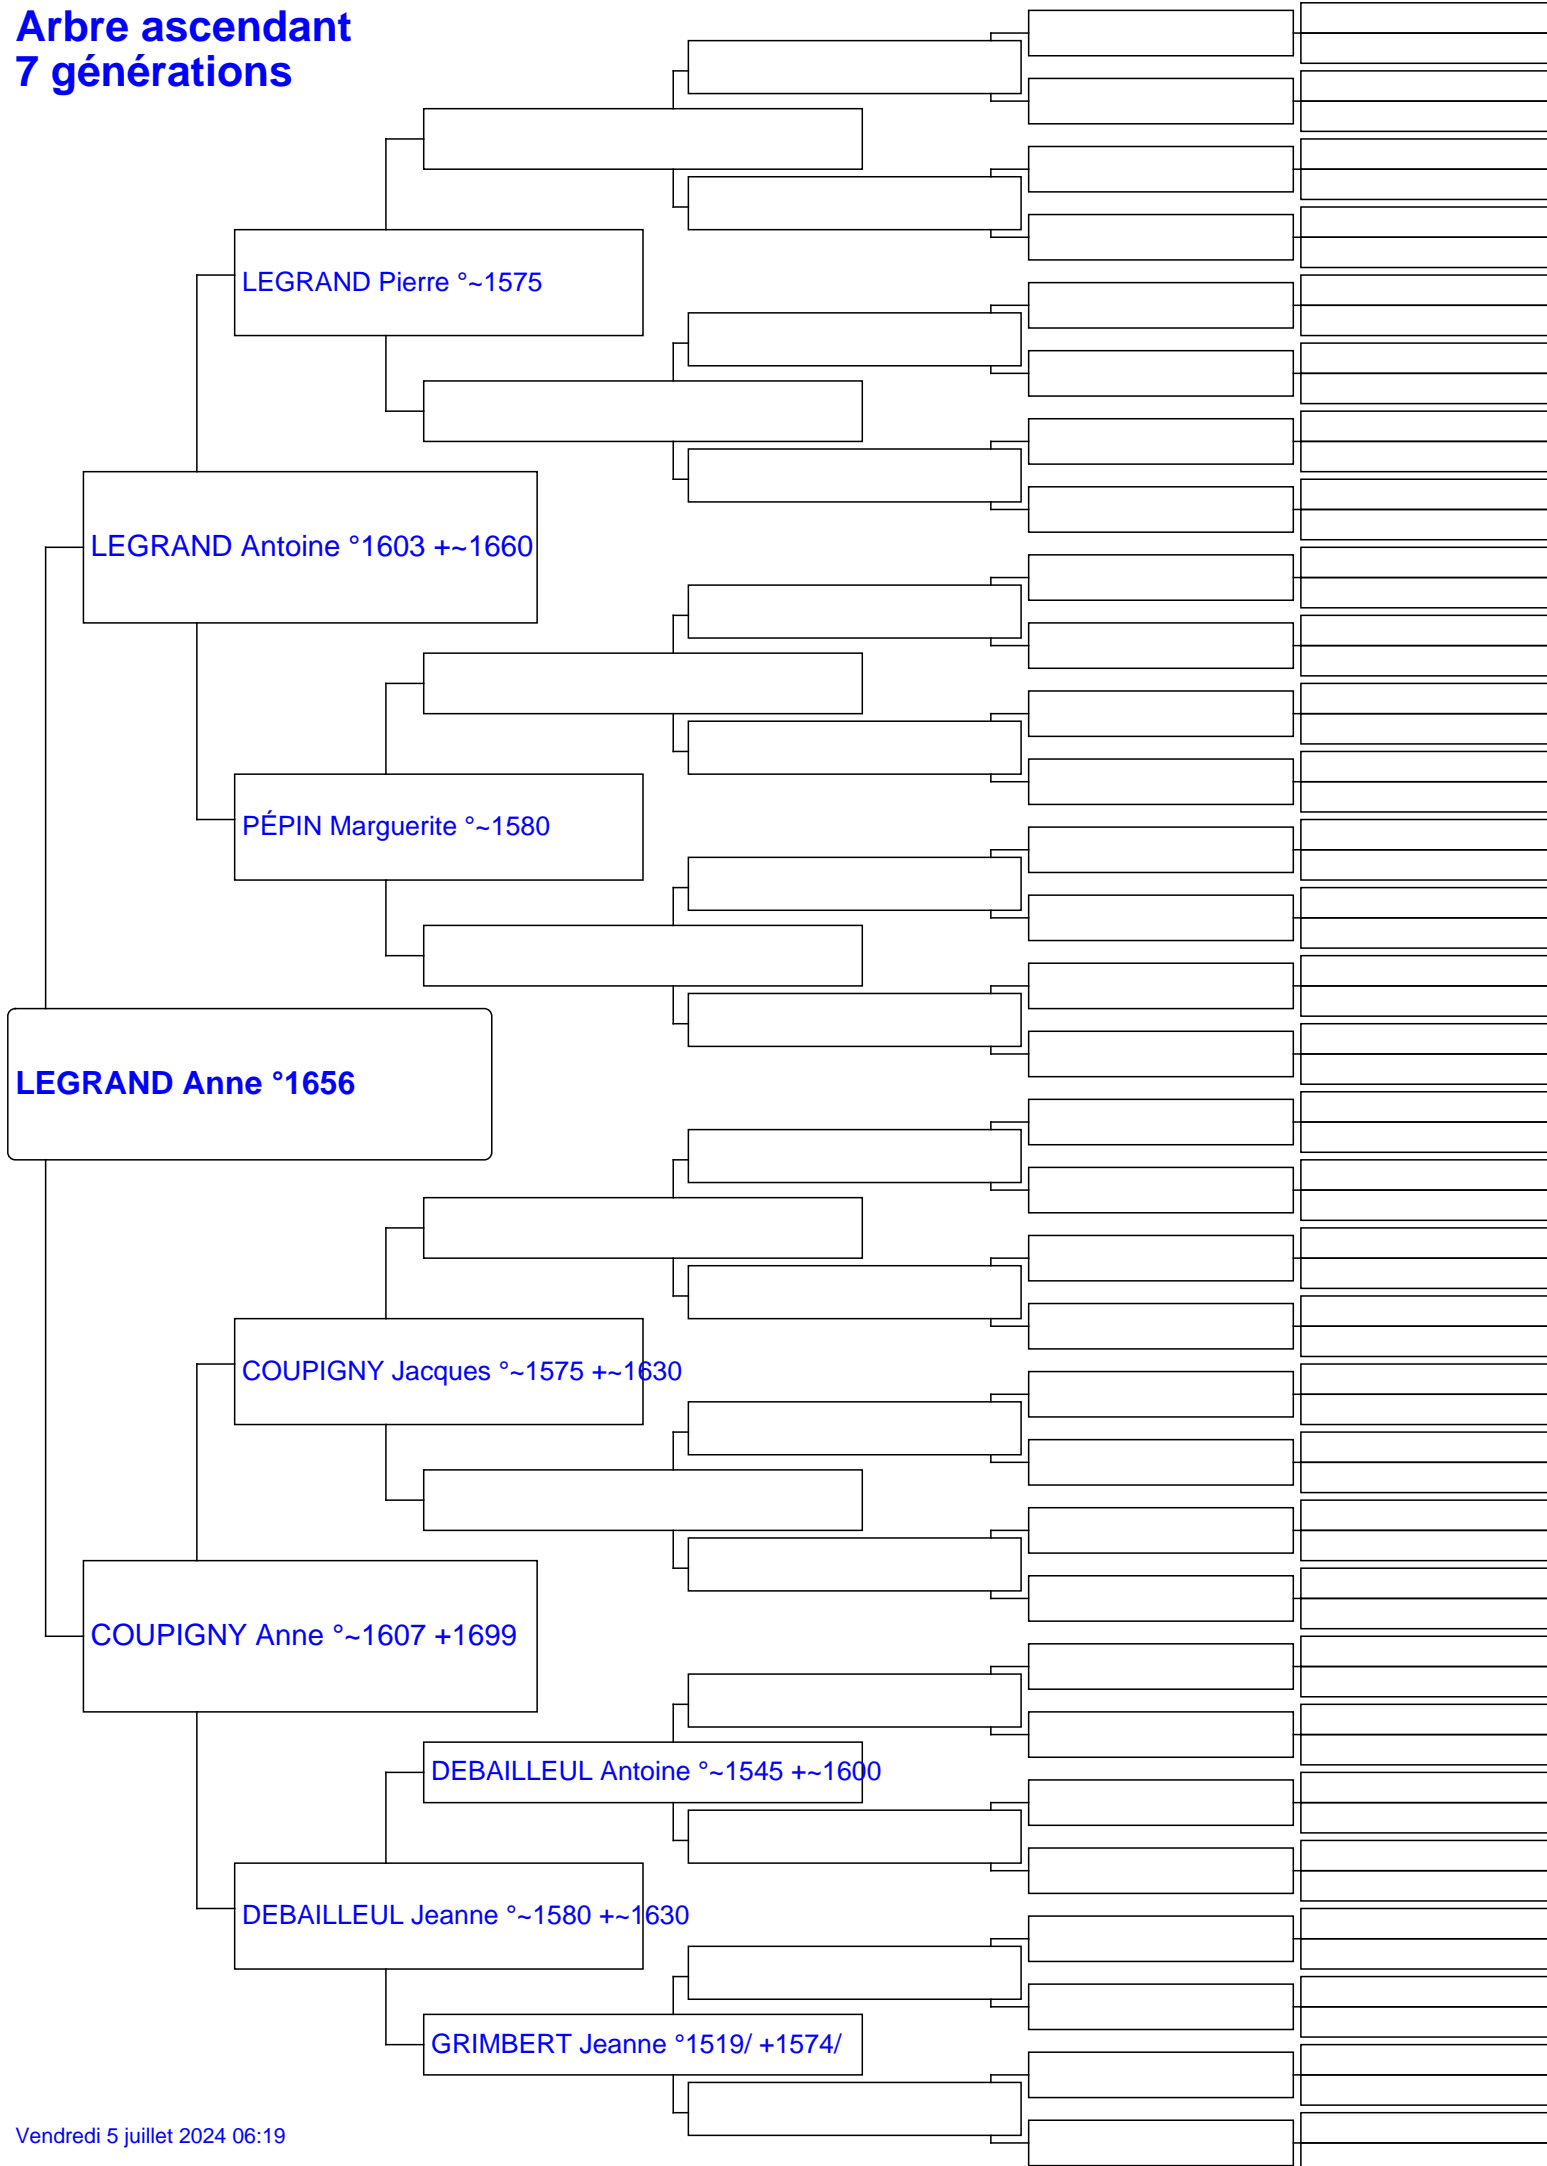 Arbre ascendant
7 générations
LEGRAND Pierre °~1575
LEGRAND Antoine °1603 +~1660
PÉPIN Marguerite °~1580
LEGRAND Anne °1656
COUPIGNY Jacques °~1575 +~1630
COUPIGNY Anne °~1607 +1699
DEBAILLEUL Antoine °~1545 +~1600
DEBAILLEUL Jeanne °~1580 +~1630
GRIMBERT Jeanne °1519/ +1574/
Vendredi 5 juillet 2024 06:19